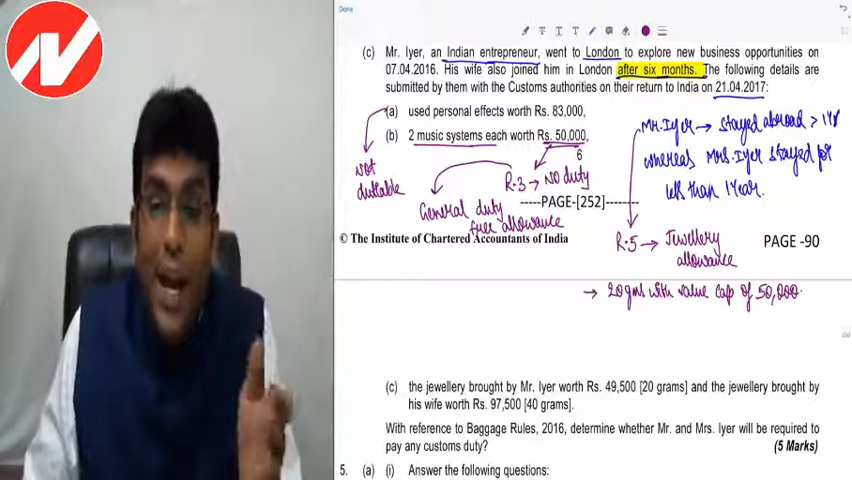 Done
(c) Mr. Iyer, an Indian entrepreneur, went to London to explore new business opportunities on
07.04.2016. His wife also joined him in London after six months. The following details are
submitted by them with the Customs authorities on their return to India on 21.04.2017:
(a) used personal effects worth Rs. 83,000,
(b) 2 music systems each worth Rs. 50,000,
6
-----PAGE-[252]--------
© The Institute of Chartered Accountants of India
PAGE -90
Not
dutiable
R.3 → NO duty
General duty
free allowance
Mr. Iyer → stayed abroad > 1Yr
whereas Mrs. Iyer stayed for
less than 1 Year.
R.5 → Jewellery
allowance
→ 20gms with value cap of 50,000.
(c) the jewellery brought by Mr. Iyer worth Rs. 49,500 [20 grams] and the jewellery brought by
his wife worth Rs. 97,500 [40 grams].
With reference to Baggage Rules, 2016, determine whether Mr. and Mrs. Iyer will be required to
pay any customs duty?
(5 Marks)
5. (a) (i) Answer the following questions: